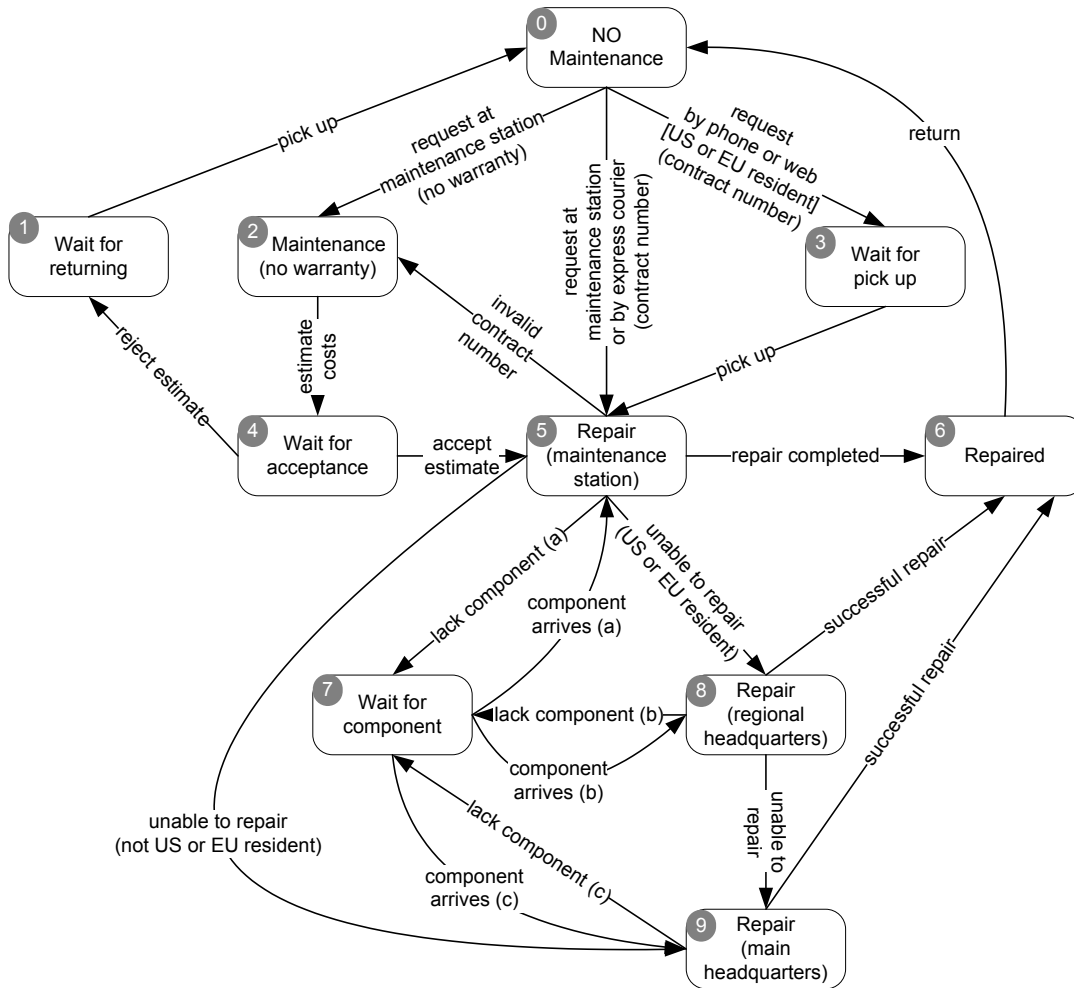 0
NO
Maintenance
pick up
request at
maintenance station
(no warranty)
request at
maintenance station
or by express courier
(contract number)
request
by phone or web
[US or EU resident]
(contract number)
return
1
Wait for
returning
2
Maintenance
(no warranty)
3
Wait for
pick up
reject estimate
estimate
costs
invalid
contract
number
pick up
4
Wait for
acceptance
accept
estimate
5
Repair
(maintenance
station)
repair completed
6
Repaired
lack component (a)
component
arrives (a)
unable to repair
(US or EU resident)
successful repair
successful repair
7
Wait for
component
lack component (b)
component
arrives (b)
8
Repair
(regional
headquarters)
unable to repair
(not US or EU resident)
component
arrives (c)
lack component (c)
unable to
repair
9
Repair
(main
headquarters)